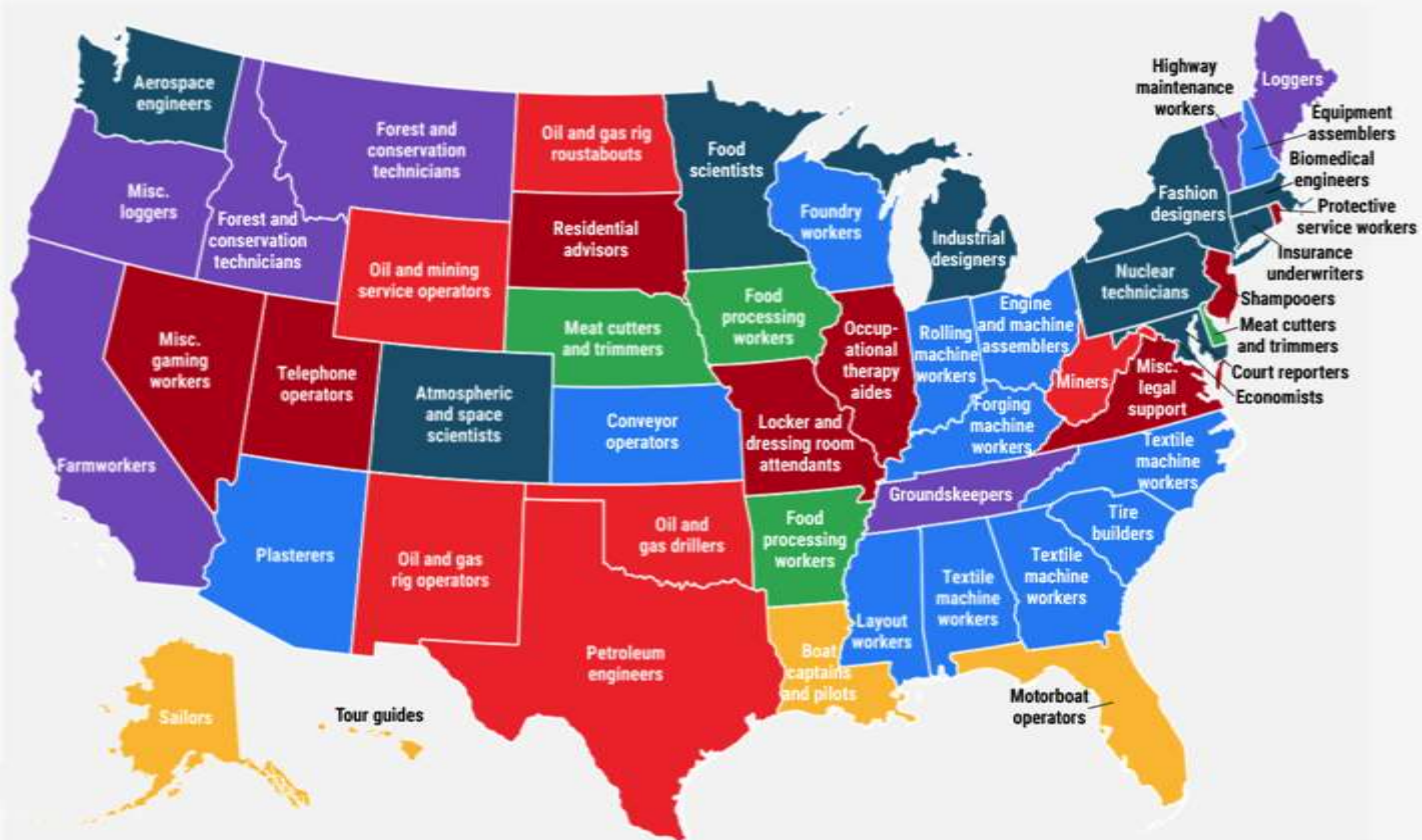 Aerospace
engineers
Misc.
loggers
Forest and
conservation
technicians
Forest and
conservation
technicians
Oil and gas rig
roustabouts
Food
scientists
Residential
advisors
Oil and mining
service operators
Foundry
workers
Industrial
designers
Highway
maintenance
workers
Loggers
Equipment
assemblers
Biomedical
engineers
Fashion
designers
Protective
service workers
Insurance
underwriters
Nuclear
technicians
Shampooers
Meat cutters
and trimmers
Court reporters
Economists
Misc.
gaming
workers
Telephone
operators
Meat cutters
and trimmers
Food
processing
workers
Occup-
ational
therapy
aides
Rolling
machine
workers
Engine
and machine
assemblers
Miners
Misc.
legal
support
Atmospheric
and space
scientists
Conveyor
operators
Locker and
dressing room
attendants
Forging
machine
workers
Textile
machine
workers
Farmworkers
Groundskeepers
Tire
builders
Plasterers
Oil and gas
rig operators
Oil and
gas drillers
Food
processing
workers
Layout
workers
Textile
machine
workers
Textile
machine
workers
Petroleum
engineers
Boat
captains
and pilots
Motorboat
operators
Sailors
Tour guides